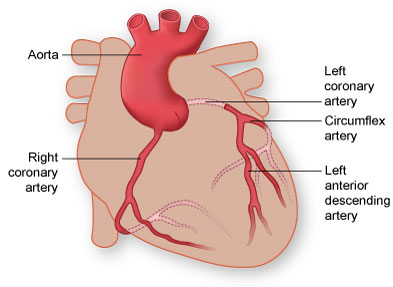 Aorta
Left
coronary
artery
Circumflex
artery
Right
coronary
artery
Left
anterior
descending
artery